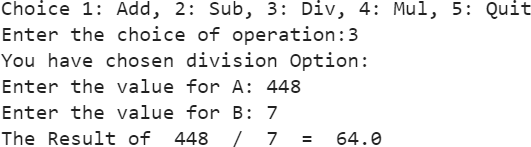 Choice 1: Add, 2: Sub, 3: Div, 4: Mul, 5: Quit
Enter the choice of operation:3
You have chosen division Option:
Enter the value for A: 448
Enter the value for B: 7
The Result of  448  /  7  =  64.0